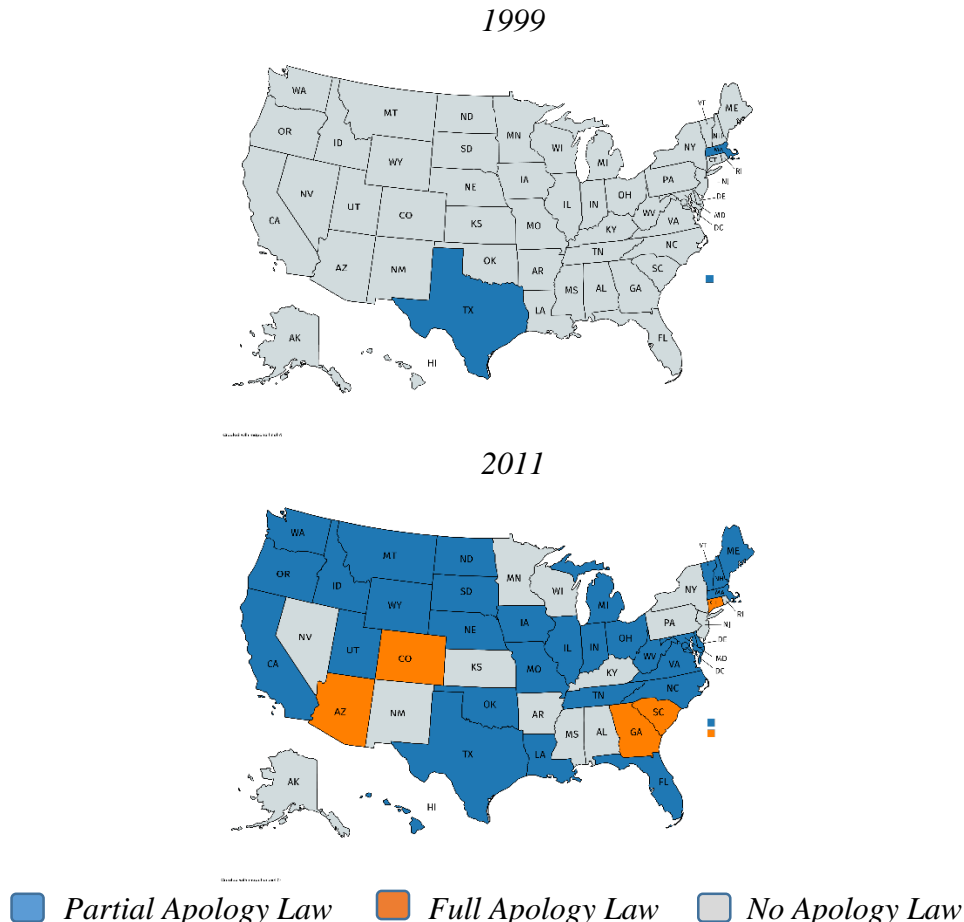 1999
WA
MT
ND
MN
VT
ME
OR
ID
SD
WI
MI
NY
MA
CT
RI
WY
NV
UT
CO
NE
IA
IL
IN
OH
PA
NJ
DE
MD
DC
CA
KS
MO
WV
VA
KY
NC
TN
AZ
NM
OK
AR
SC
MS
AL
GA
TX
LA
FL
AK
HI
2011
WA
MT
ND
MN
VT
ME
OR
ID
SD
WI
MI
NY
NH
MA
RI
WY
NV
UT
CO
NE
IA
IL
IN
OH
PA
NJ
MD
DC
CA
KS
MO
WV
VA
KY
NC
TN
AZ
NM
OK
AR
SC
MS
AL
GA
TX
LA
FL
AK
HI
Partial Apology Law Full Apology Law No Apology Law